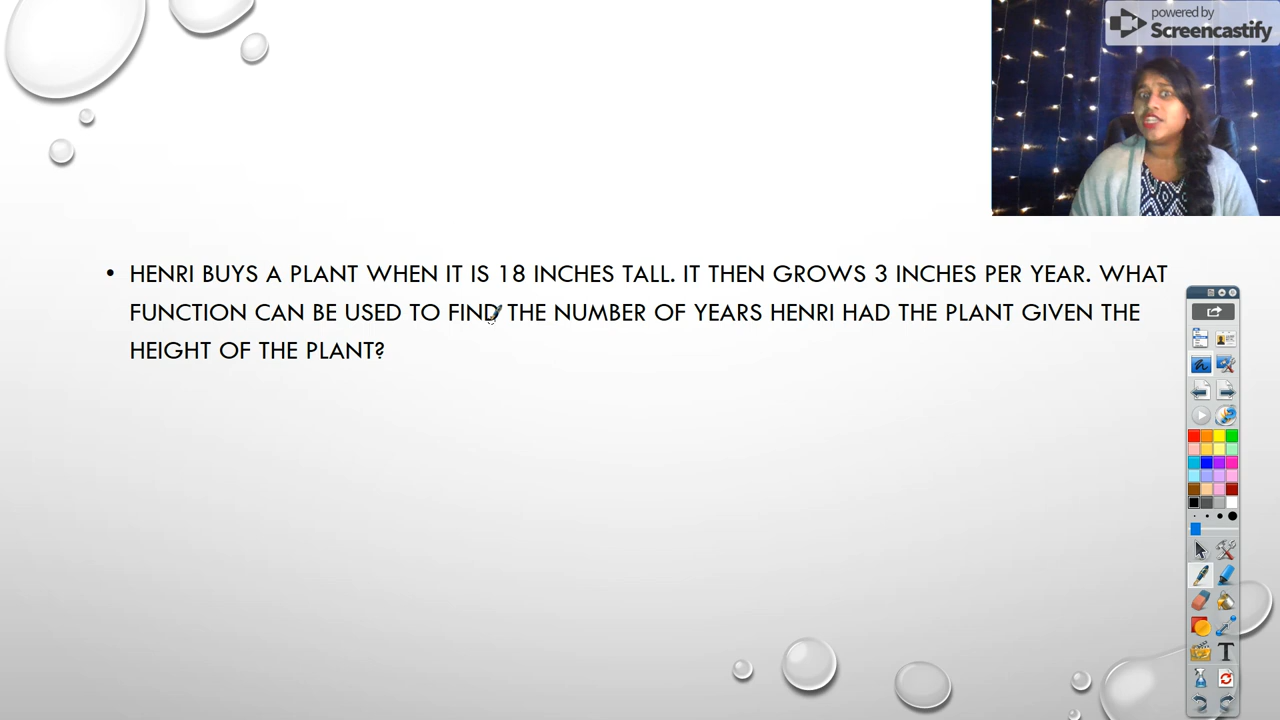 powered by
Screencastify
• HENRI BUYS A PLANT WHEN IT IS 18 INCHES TALL. IT THEN GROWS 3 INCHES PER YEAR. WHAT
FUNCTION CAN BE USED TO FIND THE NUMBER OF YEARS HENRI HAD THE PLANT GIVEN THE
HEIGHT OF THE PLANT?
T